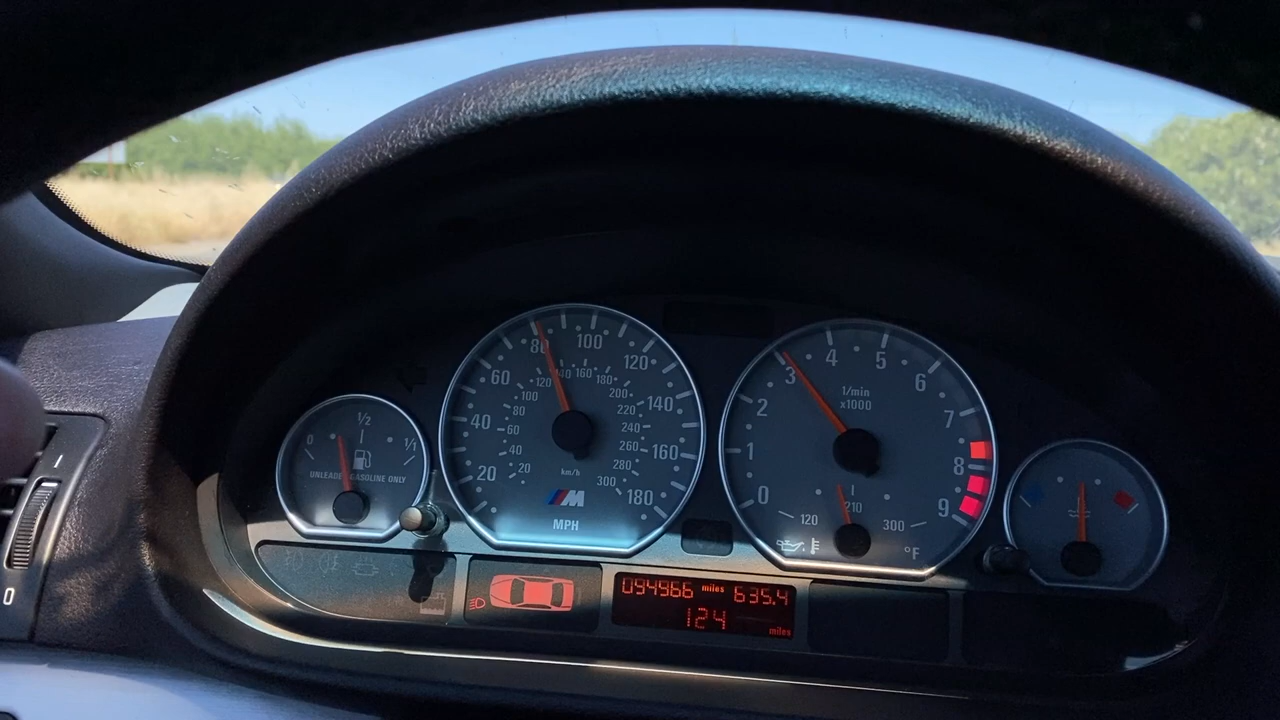 0 1/2 1/1
UNLEADED GASOLINE ONLY
20 40 60 80 100 120 140 160 180
20 40 60 80 100 120 140 160 180 200 220 240 260 280 300
km/h
M
MPH
0 1 2 3 4 5 6 7 8 9
1/min
x1000
120 210 300
°F
094966 miles 635.4
124
miles
0